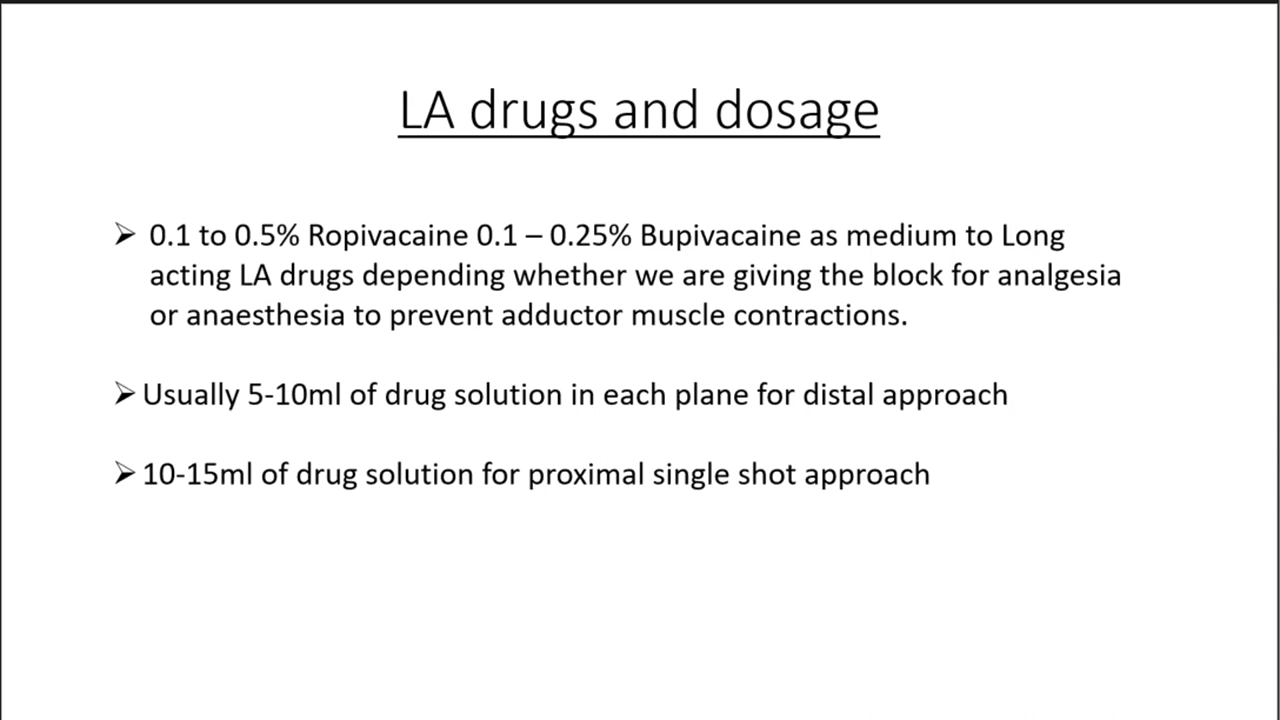 LA drugs and dosage
➢ 0.1 to 0.5% Ropivacaine 0.1 – 0.25% Bupivacaine as medium to Long
acting LA drugs depending whether we are giving the block for analgesia
or anaesthesia to prevent adductor muscle contractions.
➢ Usually 5-10ml of drug solution in each plane for distal approach
➢ 10-15ml of drug solution for proximal single shot approach